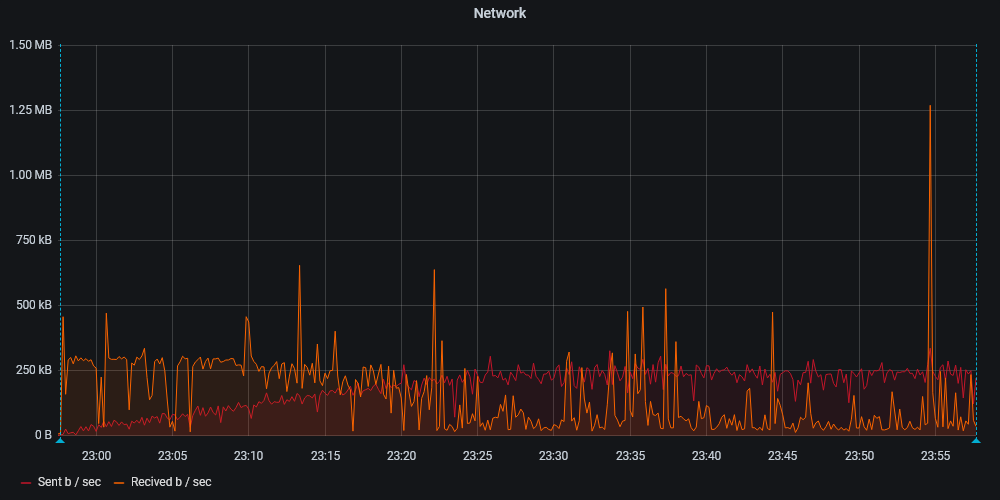 Network
1.50 MB
1.25 MB
1.00 MB
750 kB
500 kB
250 kB
0 B
23:00 23:05 23:10 23:15 23:20 23:25 23:30 23:35 23:40 23:45 23:50 23:55
Sent b / sec Recived b / sec